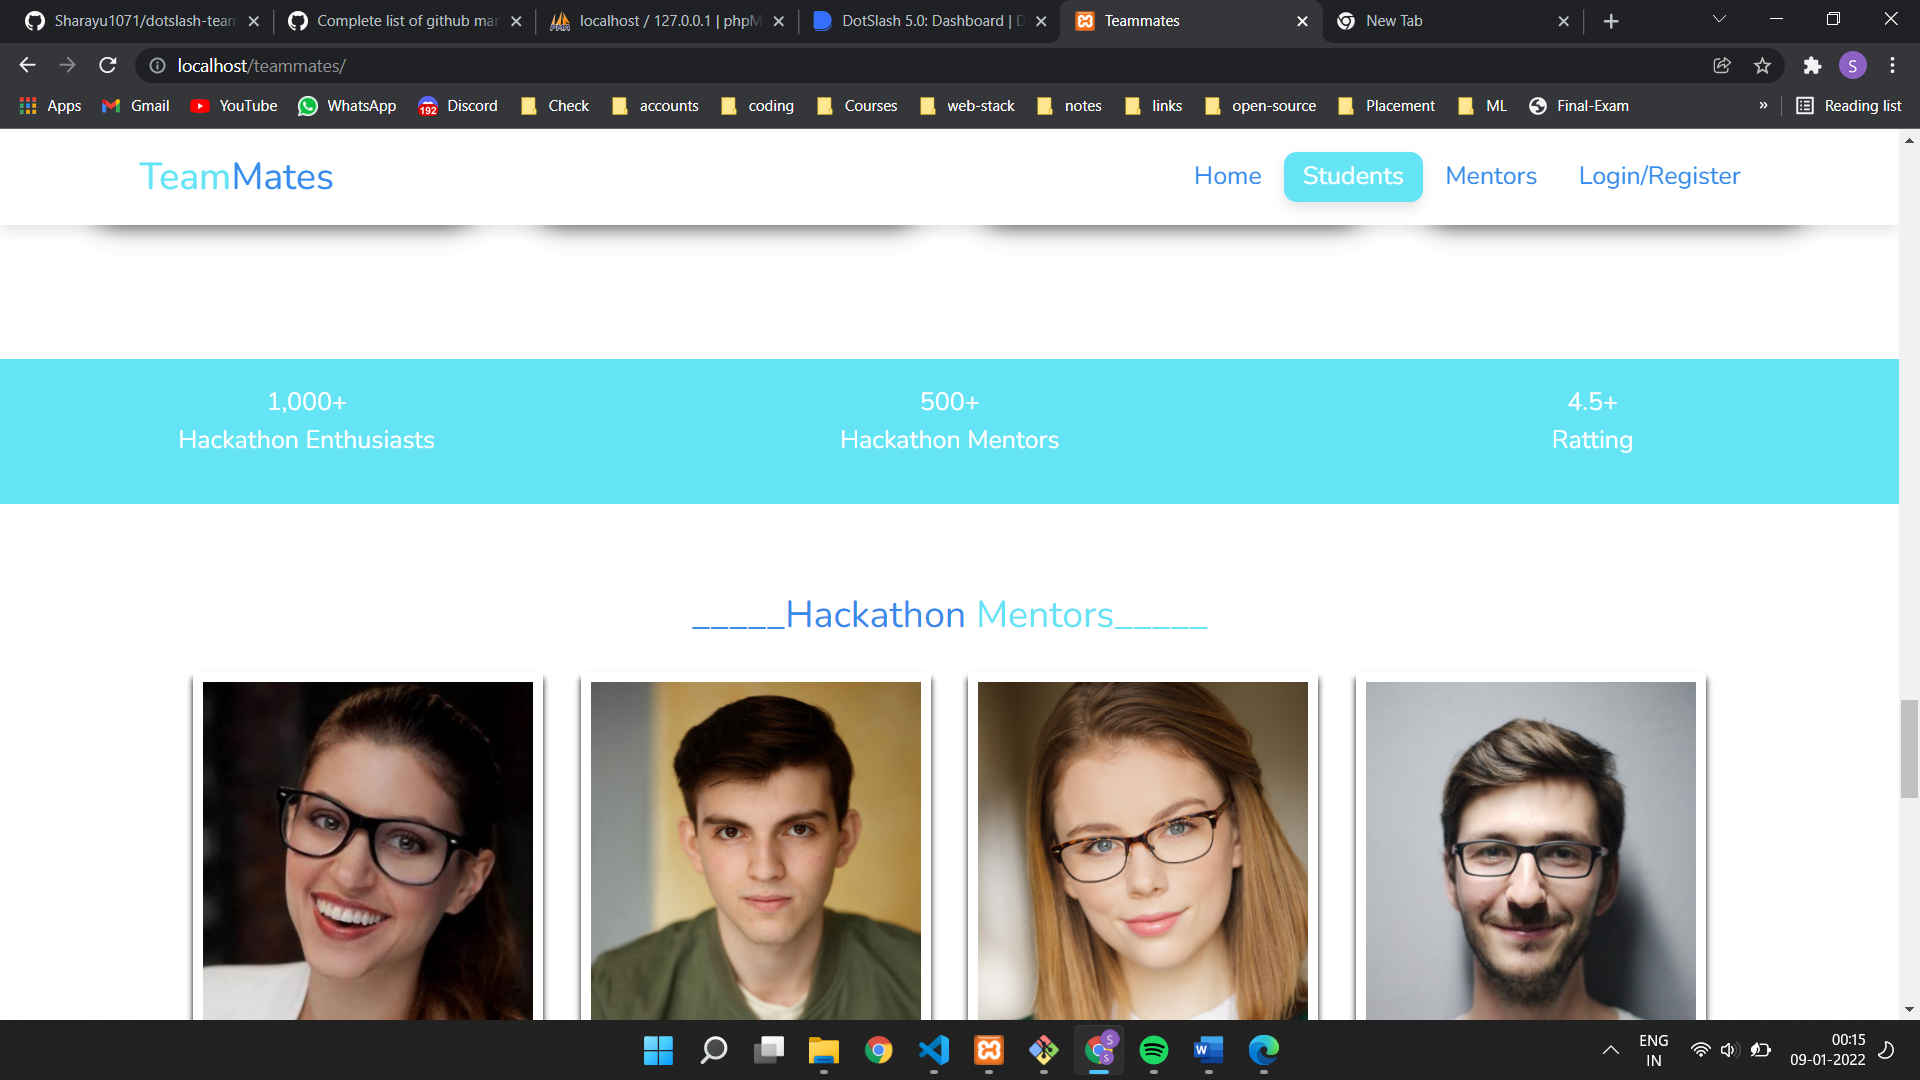 Sharayu1071/dotslash-team
Complete list of github mar
localhost / 127.0.0.1 | phpM
DotSlash 5.0: Dashboard | D
Teammates
New Tab
localhost/teammates/
S
Apps
Gmail
YouTube
WhatsApp
192
Discord
Check
accounts
coding
Courses
web-stack
notes
links
open-source
Placement
ML
Final-Exam
»
Reading list
TeamMates
Home
Students
Mentors
Login/Register
1,000+
Hackathon Enthusiasts
500+
Hackathon Mentors
4.5+
Ratting
_____Hackathon Mentors_____
ENG
IN
00:15
09-01-2022